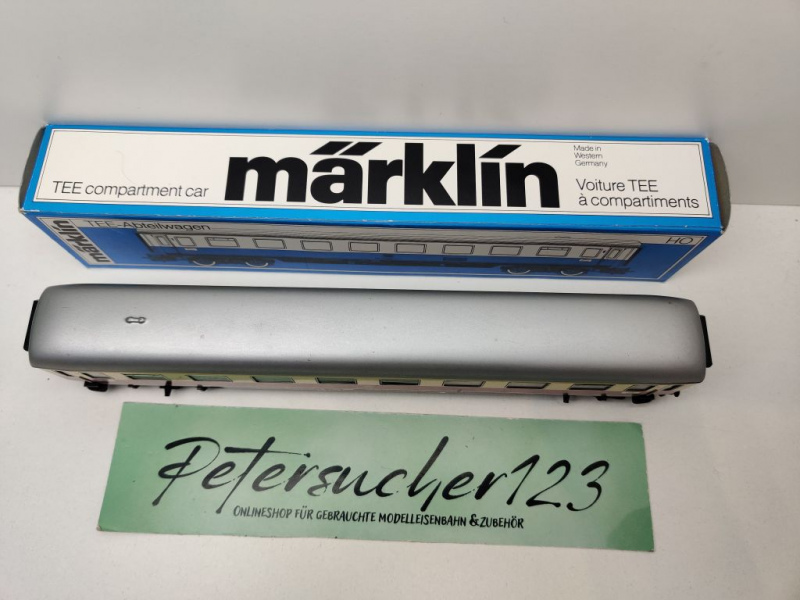 TEE compartment car
märklín
Made in
Western
Germany
Voiture TEE
à compartiments
märklin
TEE-Abteilwagen
HO
Petersucher123
ONLINESHOP FÜR GEBRAUCHTE MODELLEISENBAHN & ZUBEHÖR